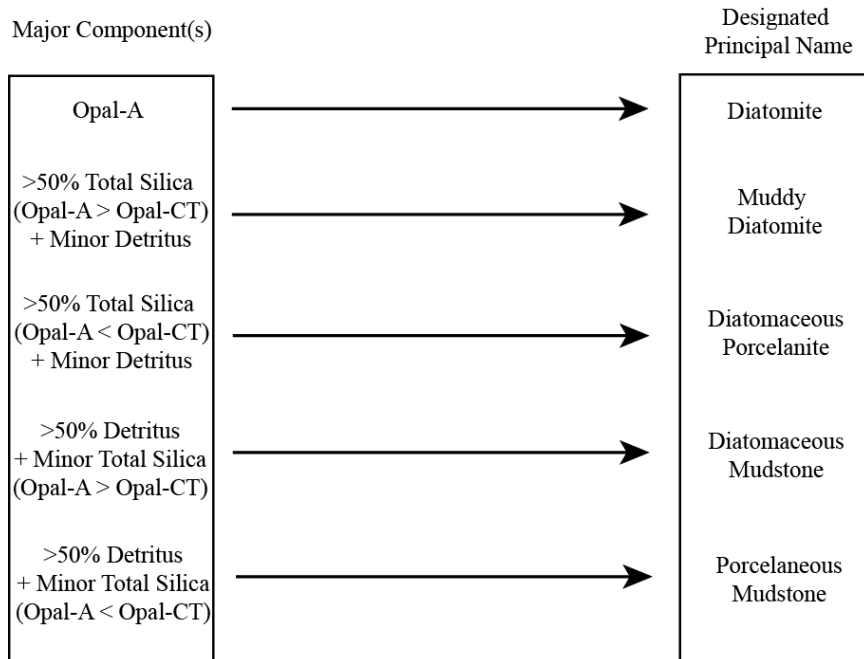 Major Component(s)
Designated
Principal Name
Opal-A
Diatomite
>50% Total Silica
(Opal-A > Opal-CT)
+ Minor Detritus
Muddy
Diatomite
>50% Total Silica
(Opal-A < Opal-CT)
+ Minor Detritus
Diatomaceous
Porcelanite
>50% Detritus
+ Minor Total Silica
(Opal-A > Opal-CT)
Diatomaceous
Mudstone
>50% Detritus
+ Minor Total Silica
(Opal-A < Opal-CT)
Porcelaneous
Mudstone